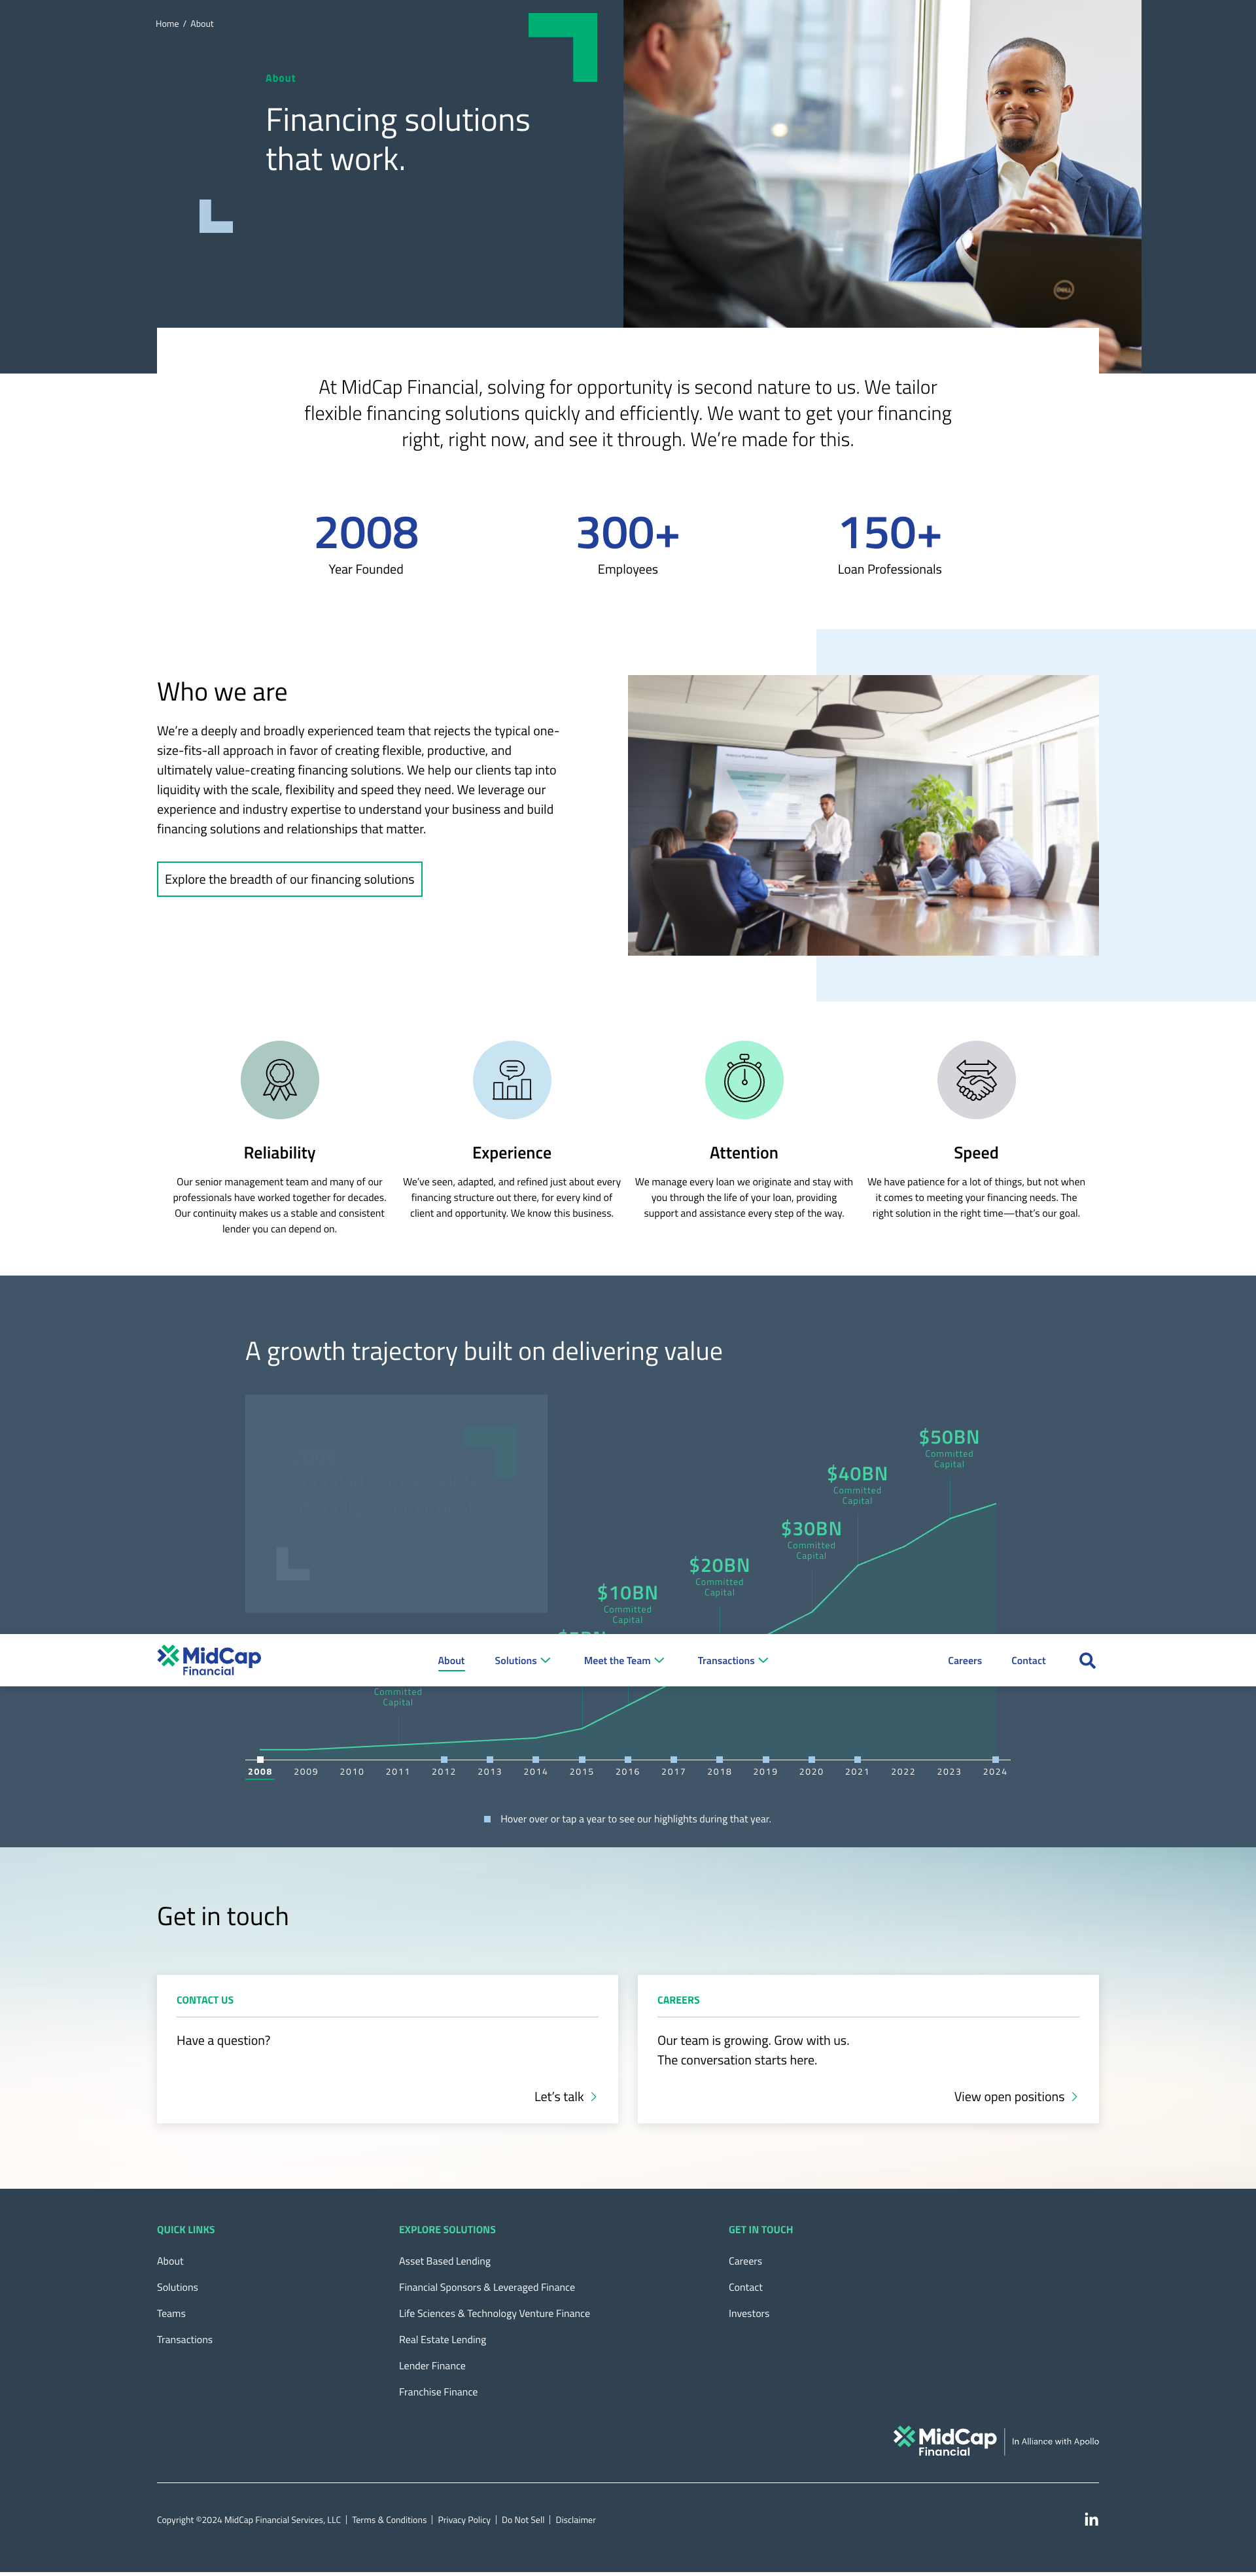 Home / About
About
Financing solutions
that work.
DELL
At MidCap Financial, solving for opportunity is second nature to us. We tailor
flexible financing solutions quickly and efficiently. We want to get your financing
right, right now, and see it through. We’re made for this.
2008
Year Founded
300+
Employees
150+
Loan Professionals
Who we are
We’re a deeply and broadly experienced team that rejects the typical one-
size-fits-all approach in favor of creating flexible, productive, and
ultimately value-creating financing solutions. We help our clients tap into
liquidity with the scale, flexibility and speed they need. We leverage our
experience and industry expertise to understand your business and build
financing solutions and relationships that matter.
Explore the breadth of our financing solutions
Reliability
Our senior management team and many of our
professionals have worked together for decades.
Our continuity makes us a stable and consistent
lender you can depend on.
Experience
We’ve seen, adapted, and refined just about every
financing structure out there, for every kind of
client and opportunity. We know this business.
Attention
We manage every loan we originate and stay with
you through the life of your loan, providing
support and assistance every step of the way.
Speed
We have patience for a lot of things, but not when
it comes to meeting your financing needs. The
right solution in the right time—that’s our goal.
A growth trajectory built on delivering value
2008
$50BN
Committed
Capital
$40BN
Committed
Capital
$30BN
Committed
Capital
$20BN
Committed
Capital
$10BN
Committed
Capital
MidCap
Financial
About
Solutions
Meet the Team
Transactions
Careers
Contact
Committed
Capital
2008 2009 2010 2011 2012 2013 2014 2015 2016 2017 2018 2019 2020 2021 2022 2023 2024
Hover over or tap a year to see our highlights during that year.
Get in touch
CONTACT US
Have a question?
Let’s talk
CAREERS
Our team is growing. Grow with us.
The conversation starts here.
View open positions
QUICK LINKS
About
Solutions
Teams
Transactions
EXPLORE SOLUTIONS
Asset Based Lending
Financial Sponsors & Leveraged Finance
Life Sciences & Technology Venture Finance
Real Estate Lending
Lender Finance
Franchise Finance
GET IN TOUCH
Careers
Contact
Investors
MidCap
Financial
In Alliance with Apollo
Copyright ©2024 MidCap Financial Services, LLC | Terms & Conditions | Privacy Policy | Do Not Sell | Disclaimer
in